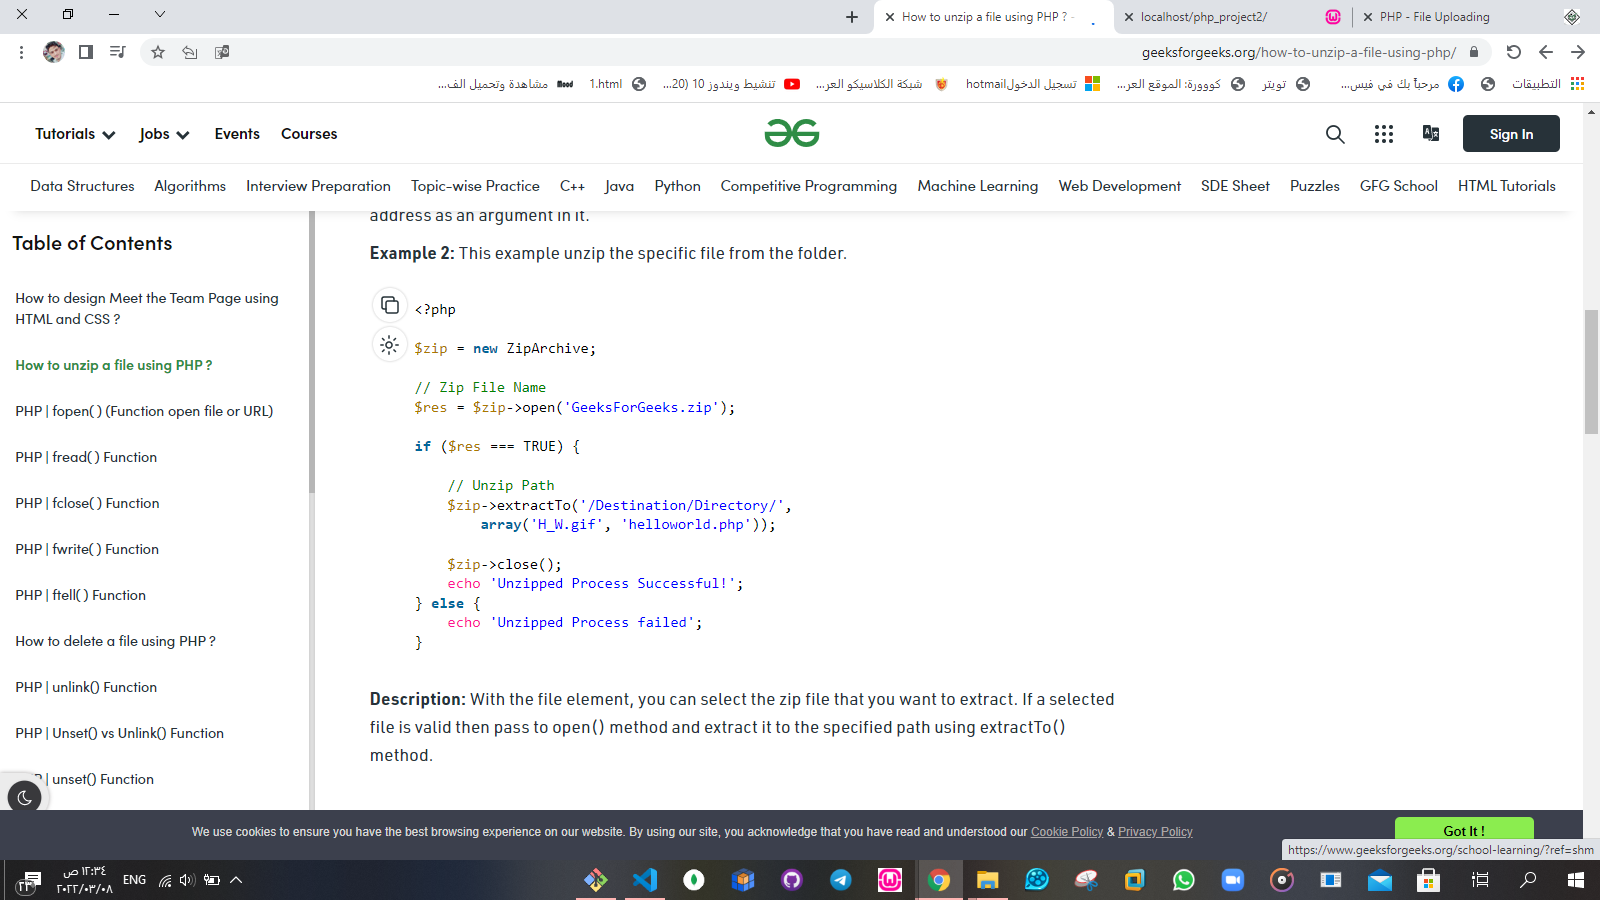 How to unzip a file using PHP ? -
localhost/php_project2/
PHP - File Uploading
geeksforgeeks.org/how-to-unzip-a-file-using-php/
التطبيقات
مرحباً بك في فيس...
تويتر
كووورة: الموقع العر...
تسجيل الدخولhotmail
شبكة الكلاسيكو العر...
تنشيط ويندوز 10 (20...
1.html
مشاهدة وتحميل الف...
Tutorials Jobs Events Courses
Sign In
Data Structures Algorithms Interview Preparation Topic-wise Practice C++ Java Python Competitive Programming Machine Learning Web Development SDE Sheet Puzzles GFG School HTML Tutorials
Table of Contents
How to design Meet the Team Page using
HTML and CSS ?
How to unzip a file using PHP ?
PHP | fopen( ) (Function open file or URL)
PHP | fread( ) Function
PHP | fclose( ) Function
PHP | fwrite( ) Function
PHP | ftell( ) Function
How to delete a file using PHP ?
PHP | unlink() Function
PHP | Unset() vs Unlink() Function
P | unset() Function
address as an argument in it.
Example 2: This example unzip the specific file from the folder.
<?php
$zip = new ZipArchive;
// Zip File Name
$res = $zip->open('GeeksForGeeks.zip');
if ($res === TRUE) {
// Unzip Path
$zip->extractTo('/Destination/Directory/',
array('H_W.gif', 'helloworld.php'));
$zip->close();
echo 'Unzipped Process Successful!';
} else {
echo 'Unzipped Process failed';
}
Description: With the file element, you can select the zip file that you want to extract. If a selected
file is valid then pass to open() method and extract it to the specified path using extractTo()
method.
We use cookies to ensure you have the best browsing experience on our website. By using our site, you acknowledge that you have read and understood our Cookie Policy & Privacy Policy
Got It !
https://www.geeksforgeeks.org/school-learning/?ref=shm
١٢:٣٤ ص
٢٠٢٢/٠٣/٠٨
ENG